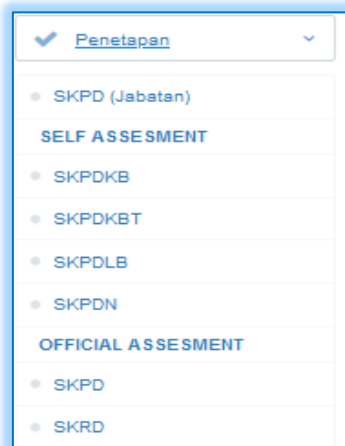 Penetapan
SKPD (Jabatan)
SELF ASSESMENT
SKPDKB
SKPDKBT
SKPDLB
SKPDN
OFFICIAL ASSESMENT
SKPD
SKRD